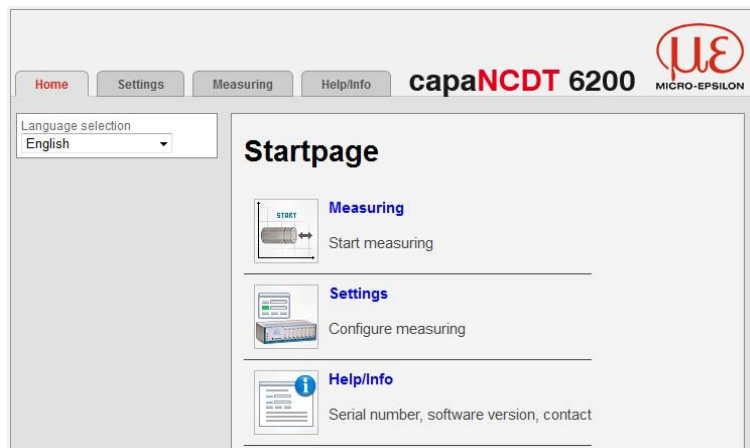 Home
Settings
Measuring
Help/Info
capaNCDT 6200
με
MICRO-EPSILON
Language selection
English
Startpage
START
Measuring
Start measuring
Settings
Configure measuring
Help/Info
Serial number, software version, contact